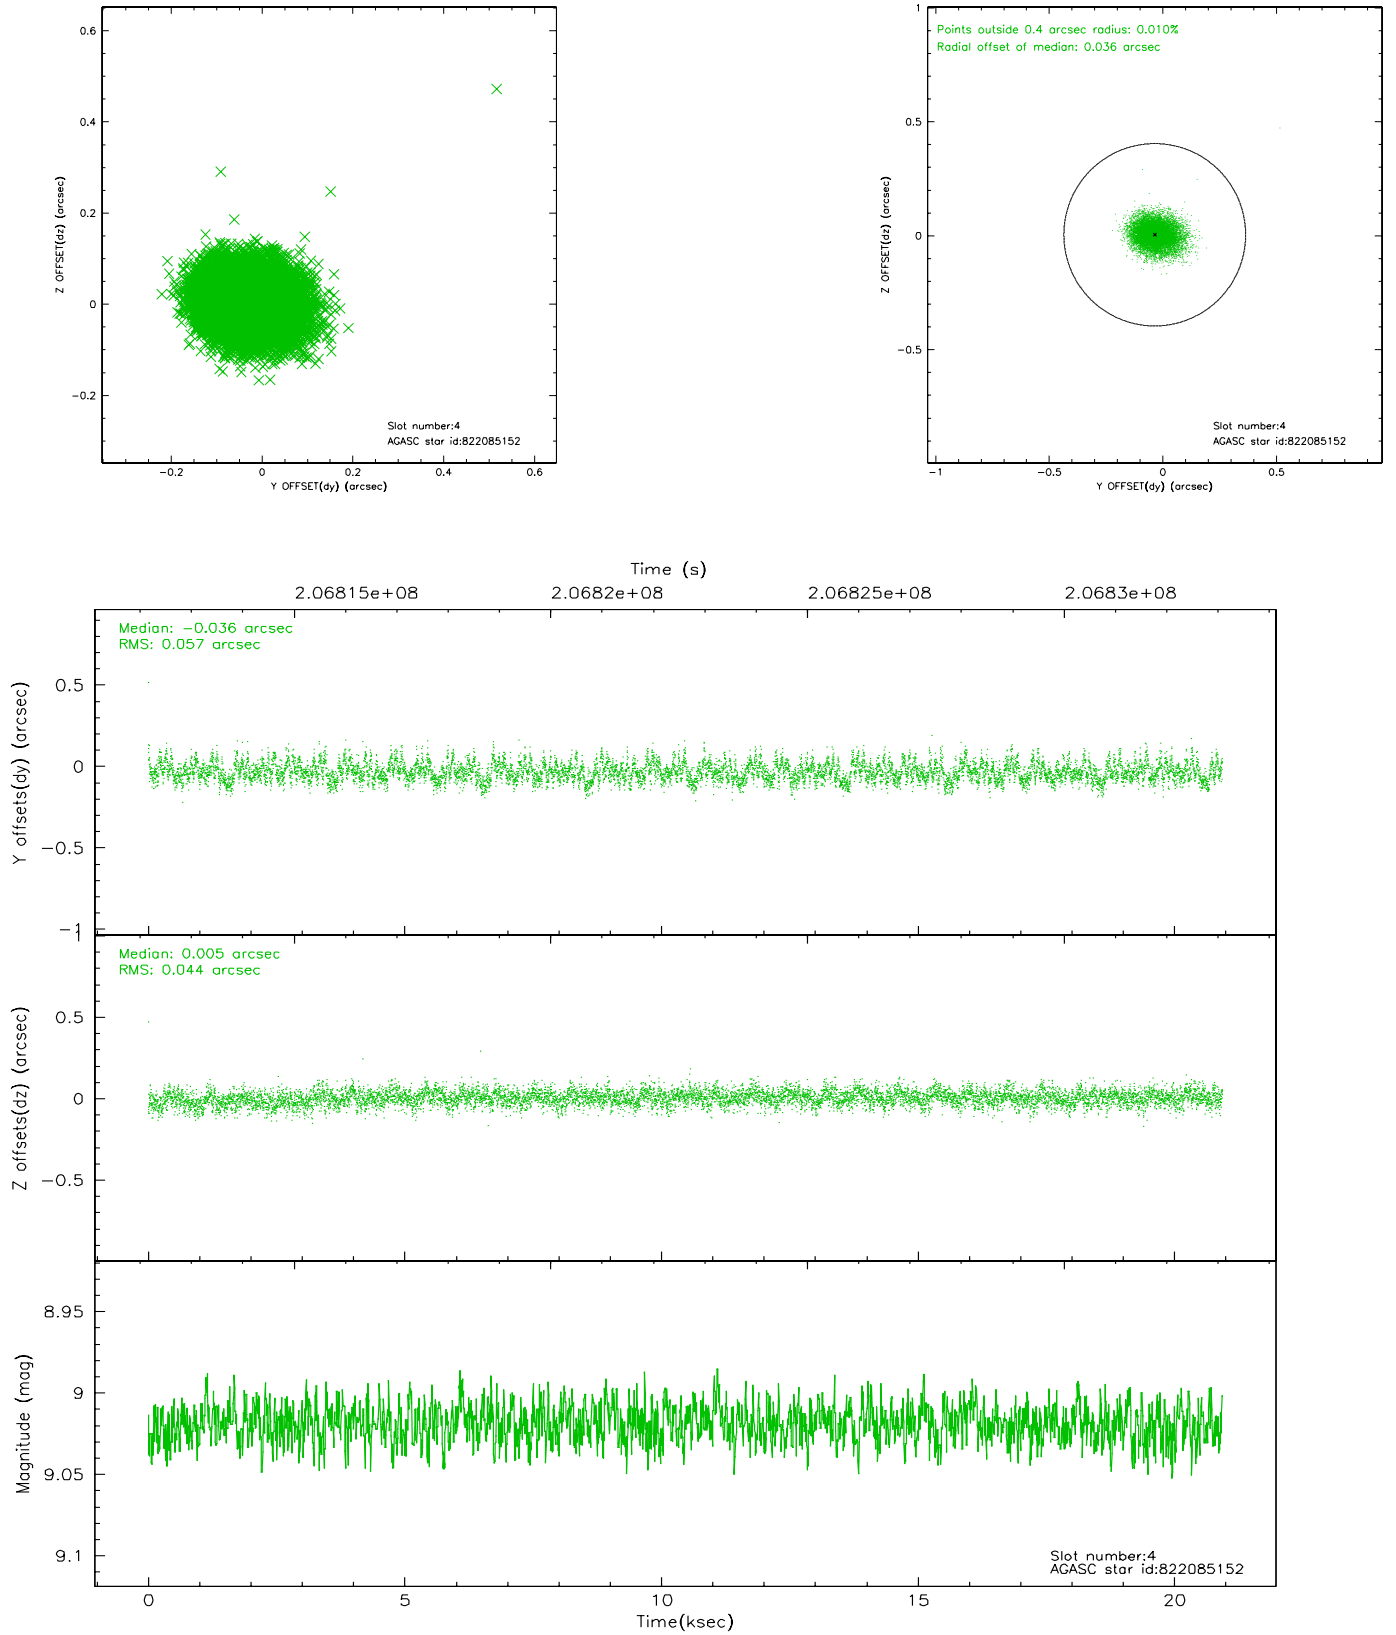 0.6
0.4
0.2
0
−0.2
Z OFFSET(dz) (arcsec)
Slot number:4
AGASC star id:822085152
−0.2 0 0.2 0.4 0.6
Y OFFSET(dy) (arcsec)
Points outside 0.4 arcsec radius: 0.010%
Radial offset of median: 0.036 arcsec
1
0.5
0
−0.5
Z OFFSET(dz) (arcsec)
Slot number:4
AGASC star id:822085152
−1 −0.5 0 0.5
Y OFFSET(dy) (arcsec)
Time (s)
2.06815e+08 2.0682e+08 2.06825e+08 2.0683e+08
Median: −0.036 arcsec
RMS: 0.057 arcsec
0.5
0
−0.5
−1
Y offsets(dy) (arcsec)
1
Median: 0.005 arcsec
RMS: 0.044 arcsec
0.5
0
−0.5
Z offsets(dz) (arcsec)
8.95
9
9.05
9.1
Magnitude (mag)
Slot number:4
AGASC star id:822085152
0 5 10 15 20
Time(ksec)